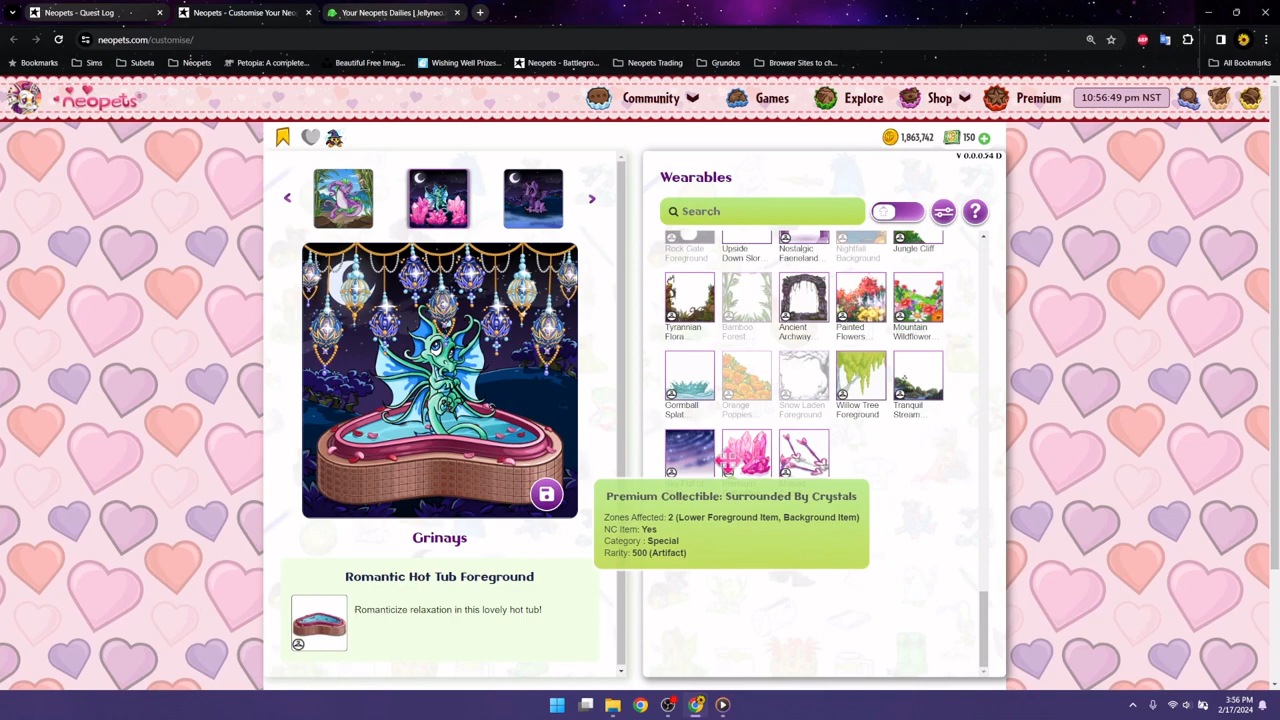 Neopets - Quest Log
Neopets - Customise Your Neo
Your Neopets Dailies | Jellyneo.
neopets.com/customise/
Bookmarks
Sims
Subeta
Neopets
Petopia: A complete...
Beautiful Free Imag...
Wishing Well Prizes...
Neopets - Battlegro...
Neopets Trading
Grundos
Browser Sites to ch...
All Bookmarks
neopets
Community
Games
Explore
Shop
Premium
10:56:49 pm NST
1,863,742
150
V 0.0.0.54 D
Wearables
Search
Rock Gate Foreground
Upside Down Slor...
Nostalgic Faerieland...
Nightfall Background
Jungle Cliff
Tyrannian Flora...
Bamboo Forest...
Ancient Archway...
Painted Flowers...
Mountain Wildflower...
Gormball Splat...
Orange Poppies...
Snow Laden Foreground
Willow Tree Foreground
Tranquil Stream...
Premium Collectible: Surrounded By Crystals
Zones Affected: 2 (Lower Foreground Item, Background Item)
NC Item: Yes
Category : Special
Rarity: 500 (Artifact)
Grinays
Romantic Hot Tub Foreground
Romanticize relaxation in this lovely hot tub!
3:56 PM
2/17/2024